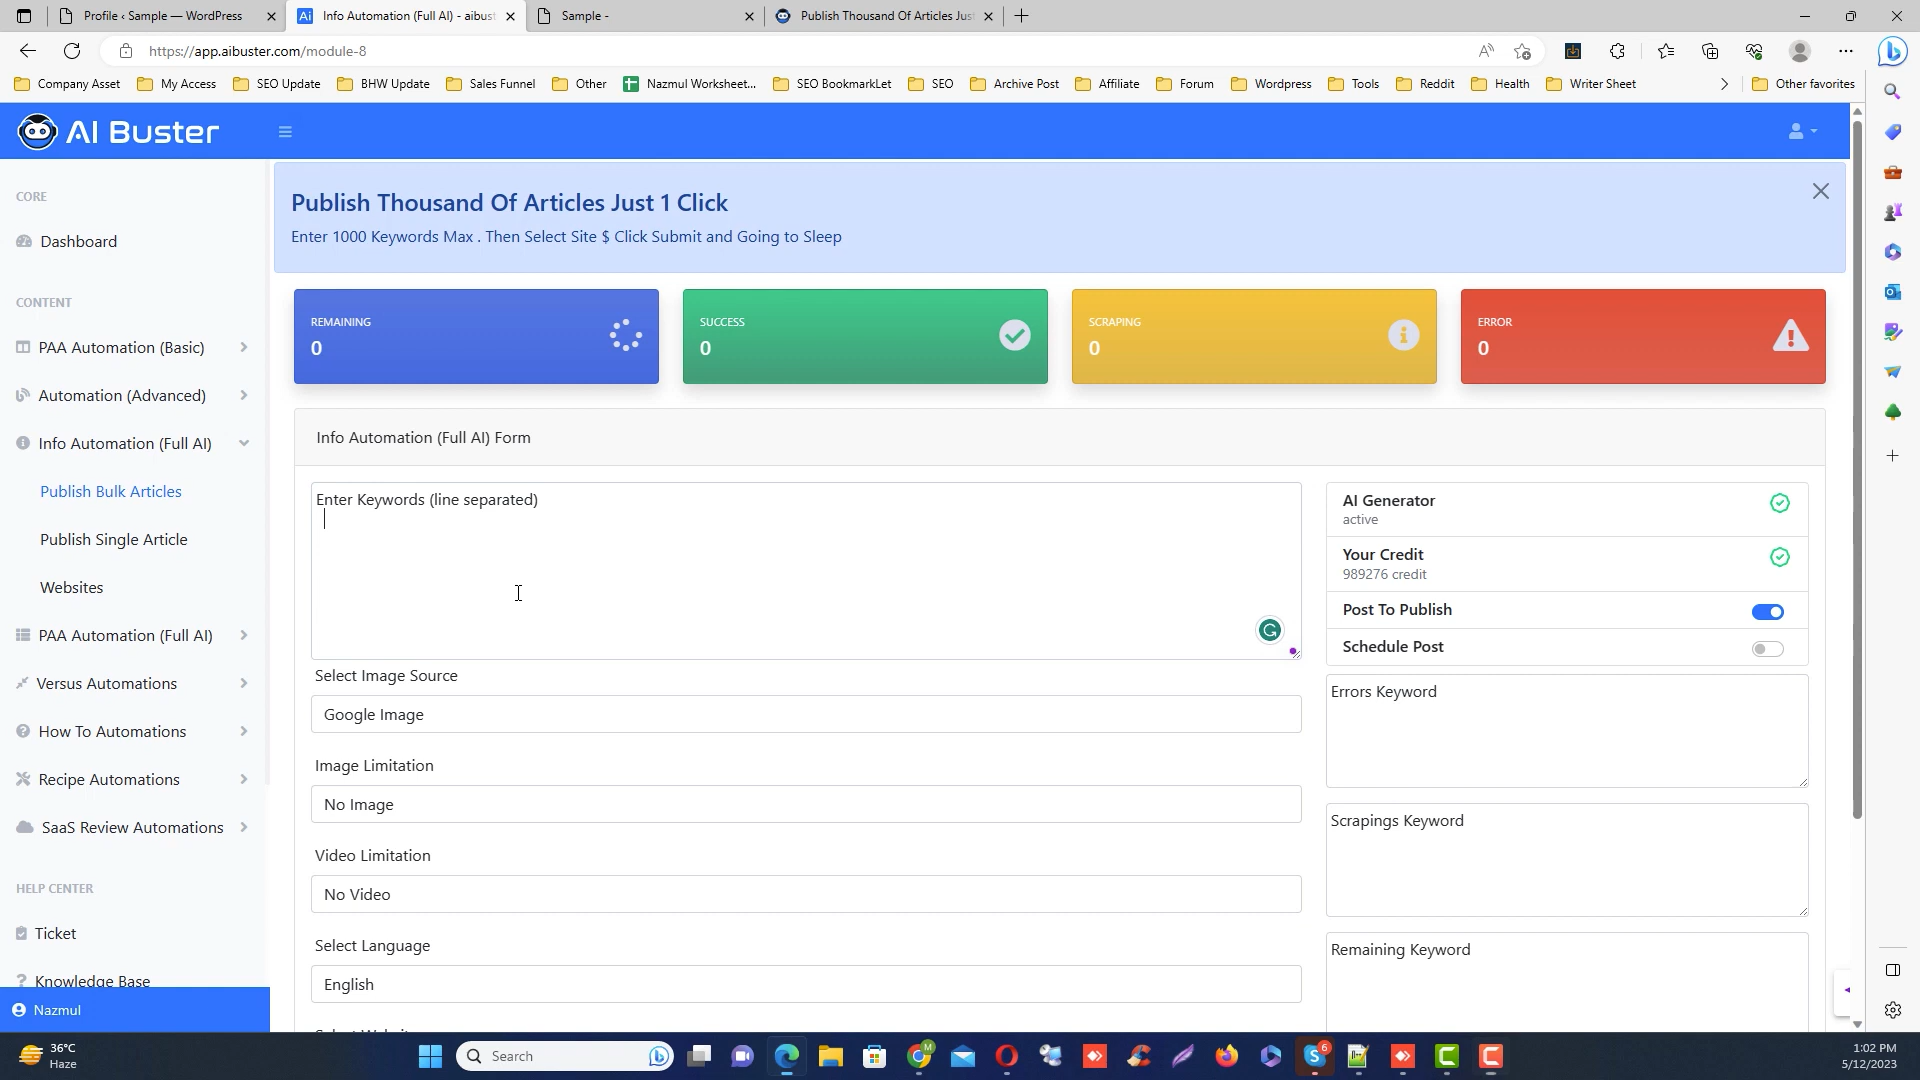 Profile ‹ Sample — WordPress
Info Automation (Full AI) - aibust
Sample -
Publish Thousand Of Articles Jus
https://app.aibuster.com/module-8
Company Asset
My Access
SEO Update
BHW Update
Sales Funnel
Other
Nazmul Worksheet...
SEO BookmarkLet
SEO
Archive Post
Affiliate
Forum
Wordpress
Tools
Reddit
Health
Writer Sheet
Other favorites
AI Buster
CORE
Dashboard
CONTENT
PAA Automation (Basic)
Automation (Advanced)
Info Automation (Full AI)
Publish Bulk Articles
Publish Single Article
Websites
PAA Automation (Full AI)
Versus Automations
How To Automations
Recipe Automations
SaaS Review Automations
HELP CENTER
Ticket
Knowledge Base
Nazmul
Publish Thousand Of Articles Just 1 Click
Enter 1000 Keywords Max . Then Select Site $ Click Submit and Going to Sleep
REMAINING
0
SUCCESS
0
SCRAPING
0
ERROR
0
Info Automation (Full AI) Form
Enter Keywords (line separated)
Select Image Source
Google Image
Image Limitation
No Image
Video Limitation
No Video
Select Language
English
AI Generator
active
Your Credit
989276 credit
Post To Publish
Schedule Post
Errors Keyword
Scrapings Keyword
Remaining Keyword
36°C
Haze
Search
6
1:02 PM
5/12/2023